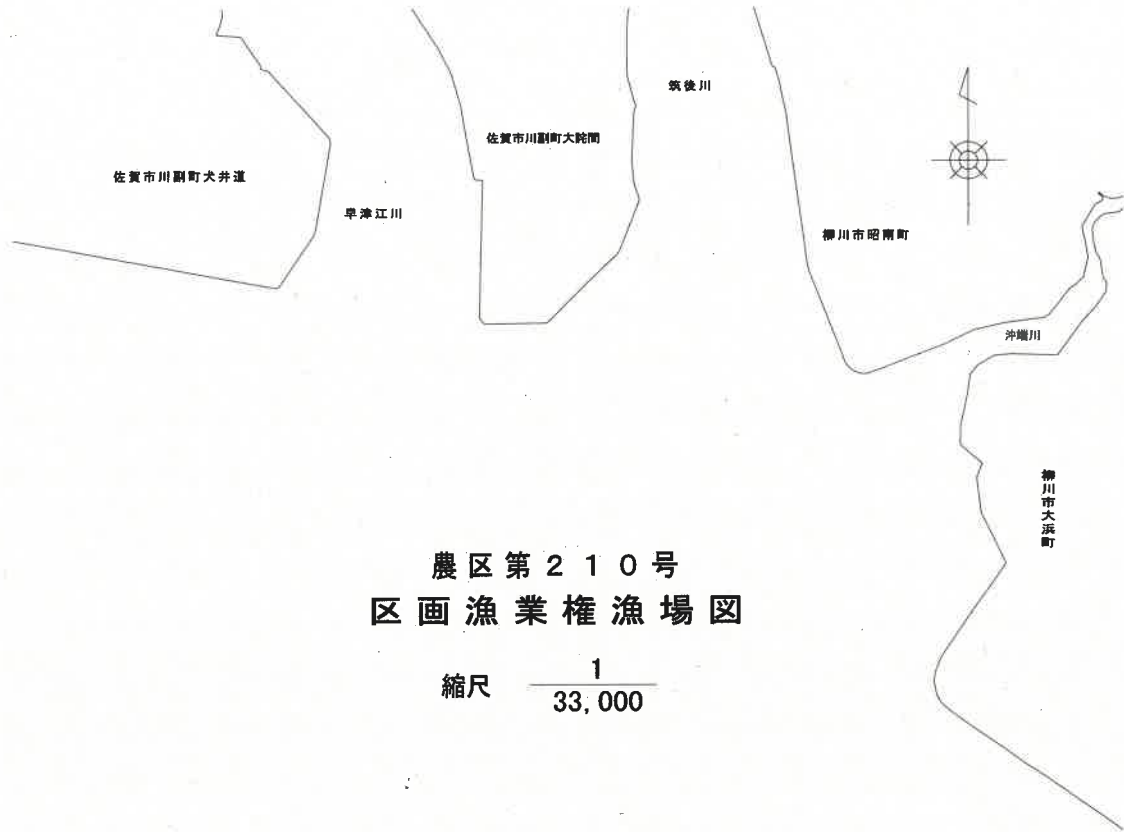 筑後川
佐賀市川副町大詫間
佐賀市川副町犬井道
早津江川
柳川市昭南町
沖端川
柳川市大浜町
農区第２１０号
区画漁業権漁場図
縮尺 1
33,000